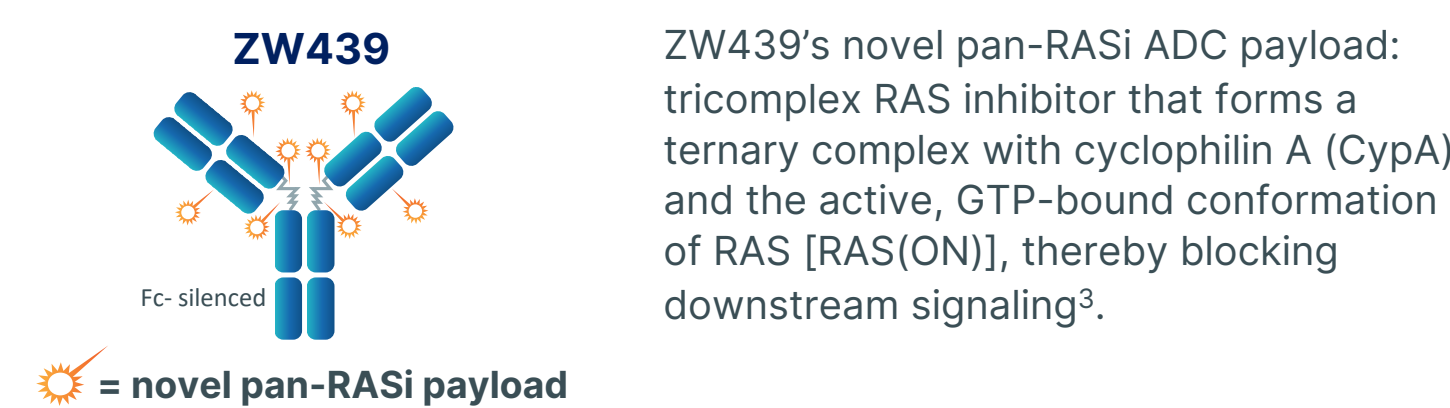 ZW439
Fc- silenced
= novel pan-RASi payload
ZW439’s novel pan-RASi ADC payload:
tricomplex RAS inhibitor that forms a
ternary complex with cyclophilin A (CypA)
and the active, GTP-bound conformation
of RAS [RAS(ON)], thereby blocking
downstream signaling³.